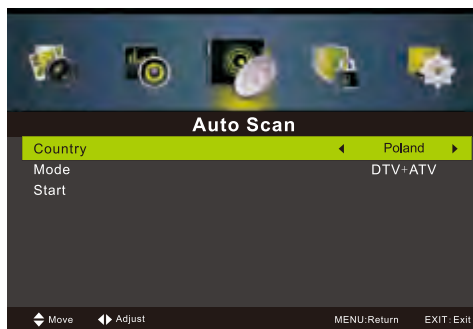 Auto Scan
Country Poland
Mode DTV+ATV
Start
Move Adjust MENU:Return EXIT:Exit